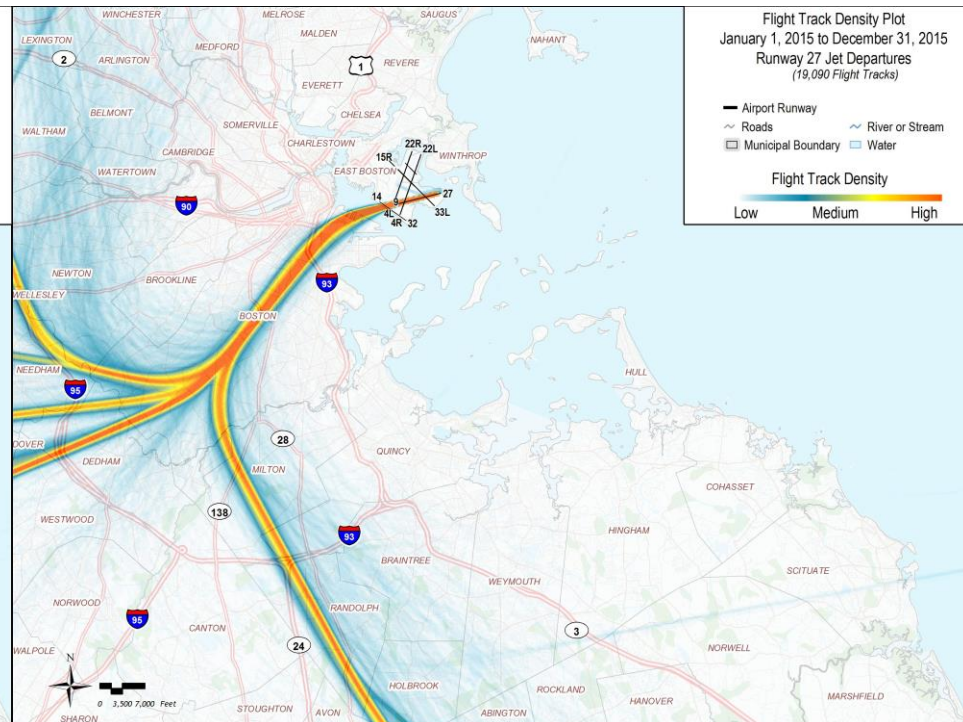 Flight Track Density Plot
January 1, 2015 to December 31, 2015
Runway 27 Jet Departures
(19,090 Flight Tracks)
Airport Runway
Roads
River or Stream
Municipal Boundary
Water
Flight Track Density
Low Medium High
WINCHESTER
MELROSE
SAUGUS
MALDEN
NAHANT
LEXINGTON
2
ARLINGTON
MEDFORD
REVERE
1
EVERETT
BELMONT
CHELSEA
SOMERVILLE
WALTHAM
CHARLESTOWN
CAMBRIDGE
22R
22L
15R
WINTHROP
WATERTOWN
EAST BOSTON
14
9
27
90
4L
4R
32
33L
NEWTON
BROOKLINE
93
WELLESLEY
BOSTON
NEEDHAM
HULL
95
DOVER
28
DEDHAM
MILTON
QUINCY
COHASSET
138
WESTWOOD
HINGHAM
93
BRAINTREE
SCITUATE
WEYMOUTH
NORWOOD
RANDOLPH
95
CANTON
3
WALPOLE
24
NORWELL
N
HOLBROOK
ROCKLAND
MARSHFIELD
0 3,500 7,000 Feet
HANOVER
STOUGHTON
AVON
ABINGTON
SHARON